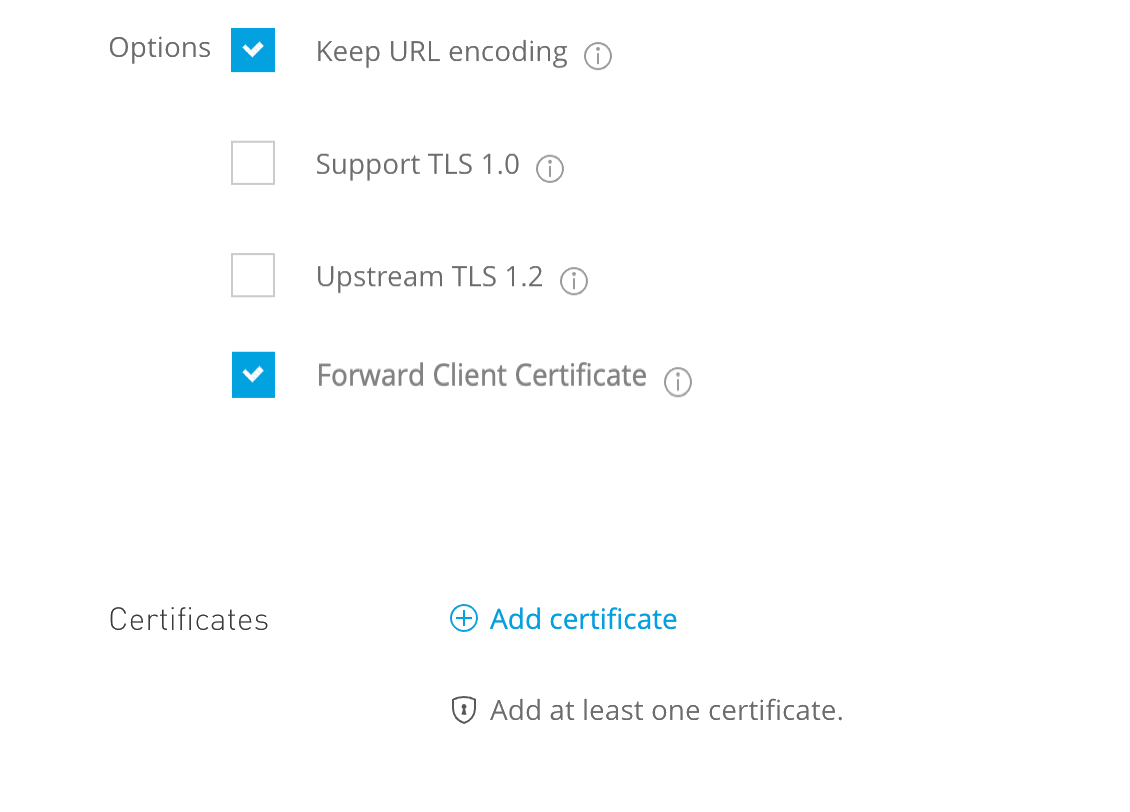 Options Keep URL encoding
Support TLS 1.0
Upstream TLS 1.2
Forward Client Certificate
Certificates Add certificate
Add at least one certificate.